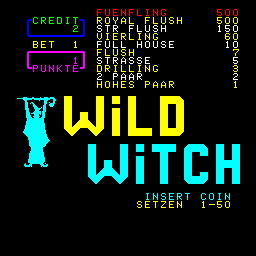 FUENFLING 500
CREDIT ROYAL FLUSH 500
2 STR FLUSH 150
VIERLING 60
BET 1 FULL HOUSE 10
FLUSH 7
1 STRASSE 5
PUNKTE DRILLING 3
2 PAAR 2
HOHES PAAR 1
WiLD
WiTCH
INSERT COIN
SETZEN 1-50